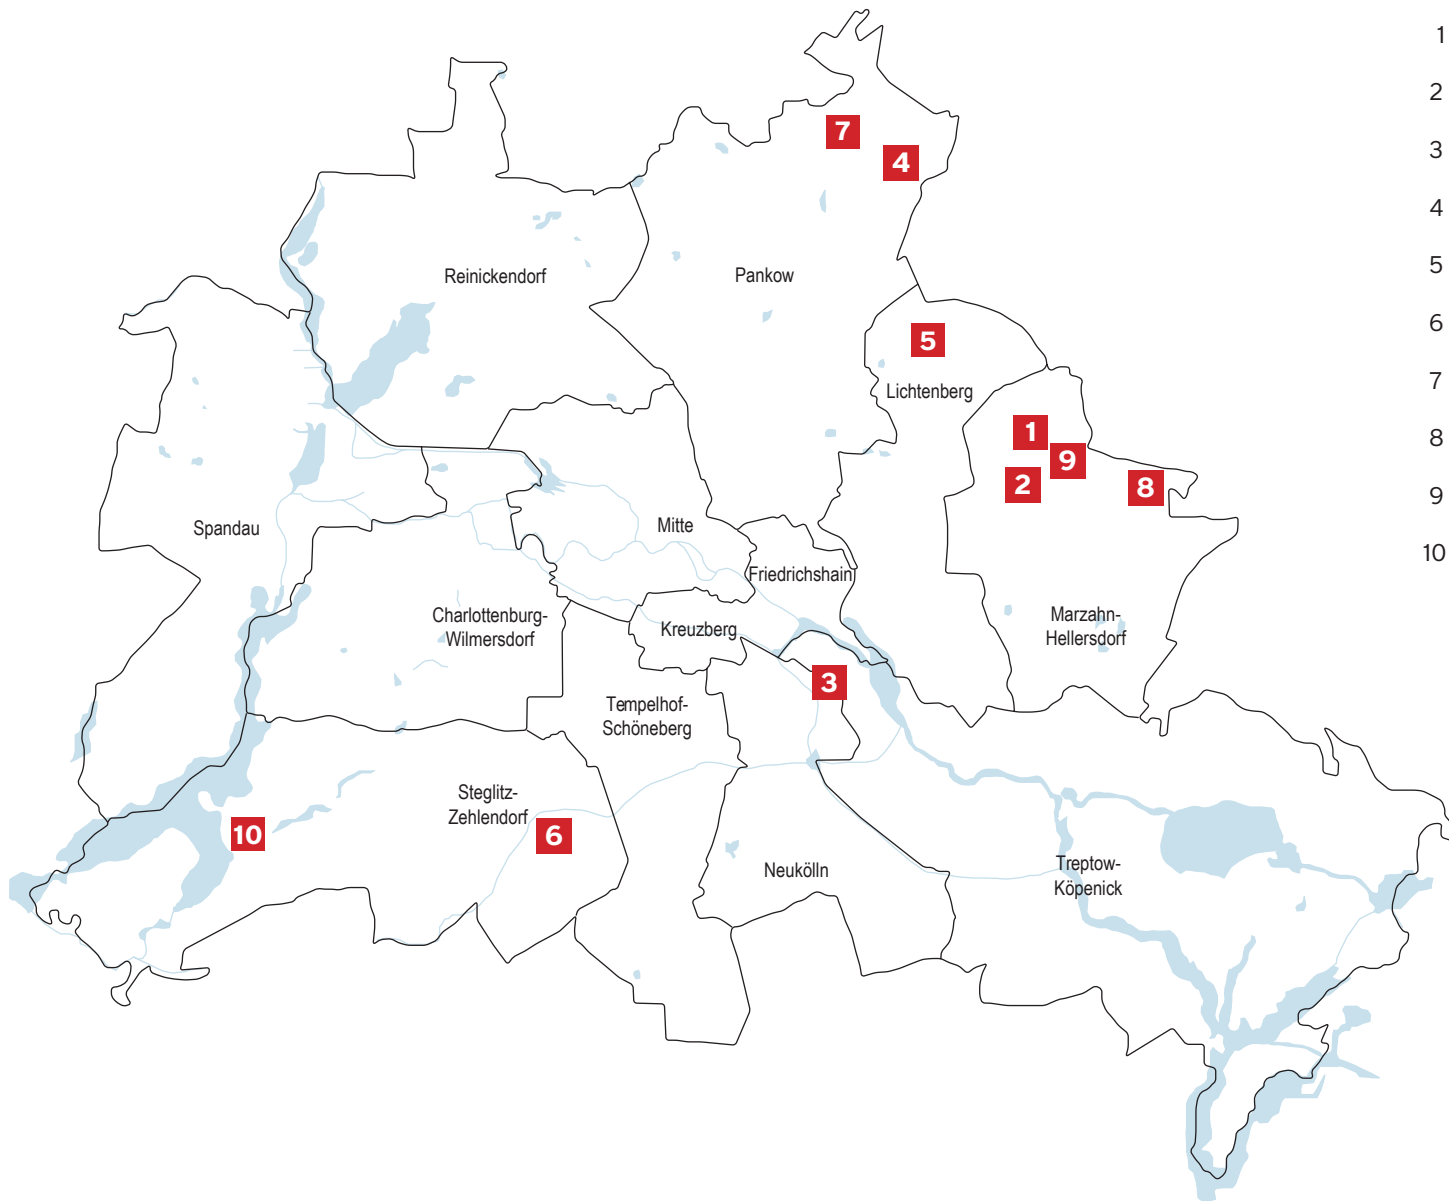 7
4
Reinickendorf
Pankow
5
Lichtenberg
1
9
2
8
Spandau
Mitte
Friedrichshain
Charlottenburg-
Wilmersdorf
Kreuzberg
Marzahn-
Hellersdorf
3
Tempelhof-
Schöneberg
Steglitz-
Zehlendorf
10
6
Neukölln
Treptow-
Köpenick
1
2
3
4
5
6
7
8
9
10